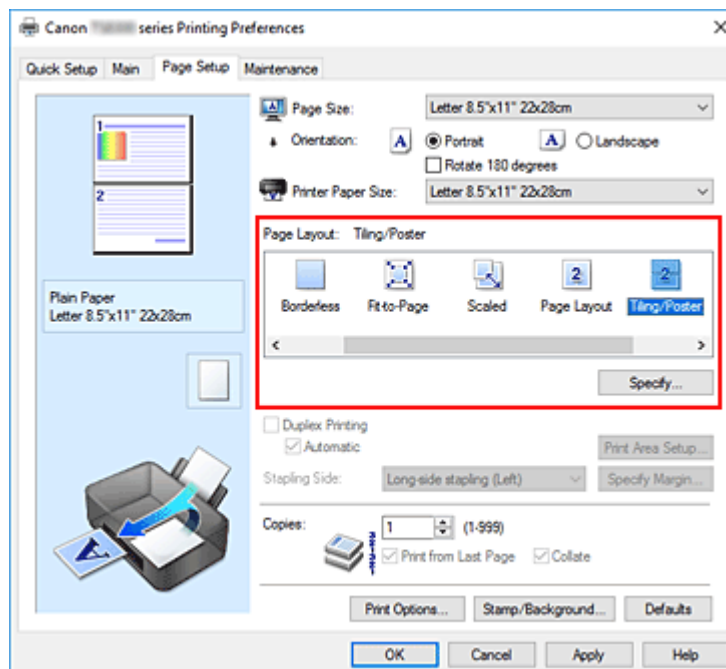 Canon series Printing Preferences
Quick Setup Main Page Setup Maintenance
1
2
Plain Paper
Letter 8.5"x11" 22x28cm
A
Page Size: Letter 8.5"x11" 22x28cm
Orientation: A Portrait A Landscape
Rotate 180 degrees
Printer Paper Size: Letter 8.5"x11" 22x28cm
Page Layout: Tiling/Poster
2 2
Borderless Fit-to-Page Scaled Page Layout Tiling/Poster
Specify...
Duplex Printing
Automatic Print Area Setup...
Stapling Side: Long-side stapling (Left) Specify Margin...
Copies: 1 (1-999)
Print from Last Page Collate
Print Options... Stamp/Background... Defaults
OK Cancel Apply Help